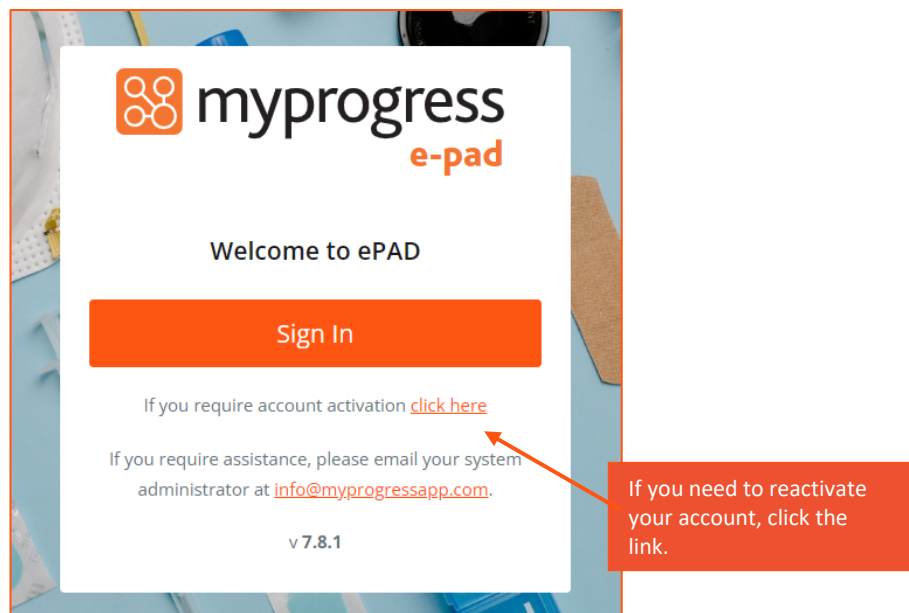 myprogress
e-pad
Welcome to ePAD
Sign In
If you require account activation click here
If you require assistance, please email your system
administrator at info@myprogressapp.com.
v 7.8.1
If you need to reactivate
your account, click the
link.